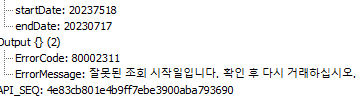 startDate: 20237518
endDate: 20230717
Output {} (2)
ErrorCode: 80002311
ErrorMessage: 잘못된 조회 시작일입니다. 확인 후 다시 거래하십시오.
API_SEQ: 4e83cb801e4b9ff7ebe3900aba793690